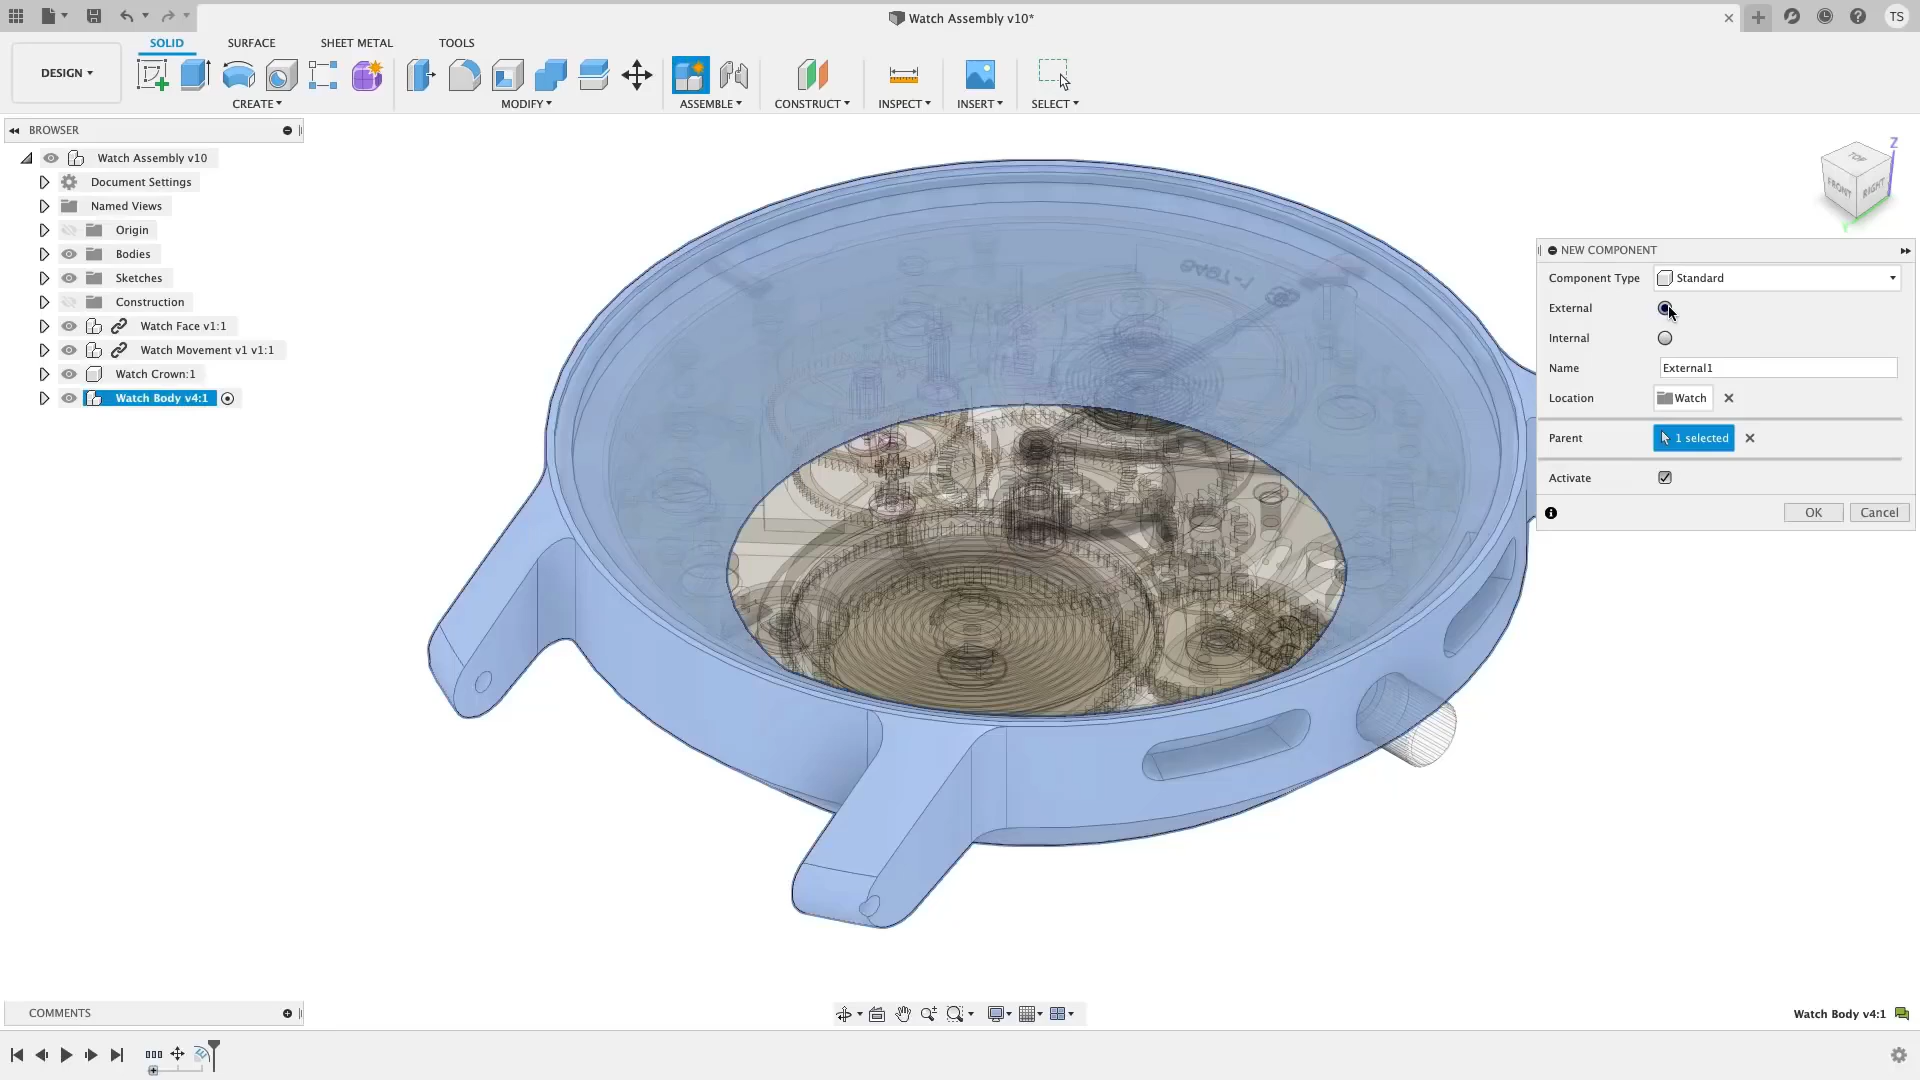 Watch Assembly v10*
TS
DESIGN
SOLID
SURFACE
SHEET METAL
TOOLS
CREATE
MODIFY
ASSEMBLE
CONSTRUCT
INSPECT
INSERT
SELECT
BROWSER
Watch Assembly v10
Document Settings
Named Views
Origin
Bodies
Sketches
Construction
Watch Face v1:1
Watch Movement v1 v1:1
Watch Crown:1
Watch Body v4:1
Z
TOP
FRONT
RIGHT
NEW COMPONENT
Component Type
Standard
External
Internal
Name
External1
Location
Watch
Parent
1 selected
Activate
OK
Cancel
COMMENTS
Watch Body v4:1